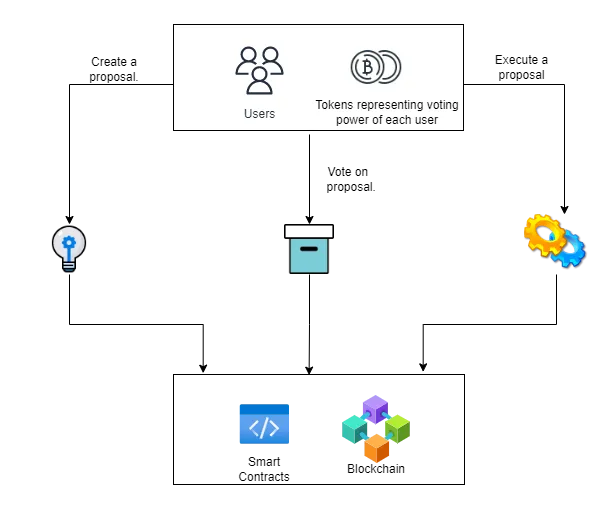 Create a
proposal.
Execute a
proposal
Users
Tokens representing voting
power of each user
Vote on
proposal.
Smart
Contracts
Blockchain